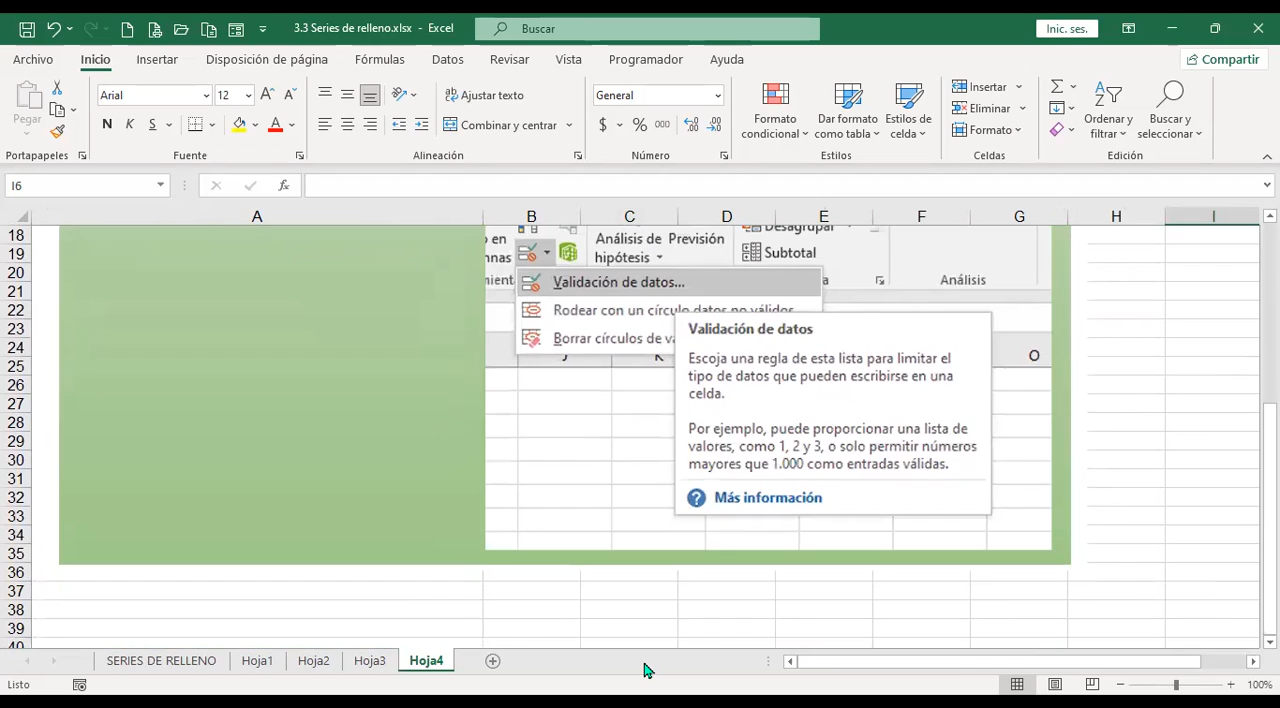 3.3 Series de relleno.xlsx - Excel
Buscar
Inic. ses.
Archivo Inicio Insertar Disposición de página Fórmulas Datos Revisar Vista Programador Ayuda
Compartir
Pegar
Arial
12
N K S
Ajustar texto
Combinar y centrar
General
$ % 000
Formato
condicional
Dar formato
como tabla
Estilos de
celda
Insertar
Eliminar
Formato
Ordenar y
filtrar
Buscar y
seleccionar
Portapapeles Fuente Alineación Número Estilos Celdas Edición
I6
fx
A B C D E F G H I
18
19
20
21
22
23
24
25
26
27
28
29
30
31
32
33
34
35
36
37
38
39
40
o en
nnas
Análisis de
hipótesis
Previsión
Desagrupar
Subtotal
Análisis
Validación de datos...
Rodear con un círculo datos no válidos
Borrar círculos de va
K O
Validación de datos
Escoja una regla de esta lista para limitar el
tipo de datos que pueden escribirse en una
celda.
Por ejemplo, puede proporcionar una lista de
valores, como 1, 2 y 3, o solo permitir números
mayores que 1.000 como entradas válidas.
Más información
SERIES DE RELLENO Hoja1 Hoja2 Hoja3 Hoja4
Listo
100%